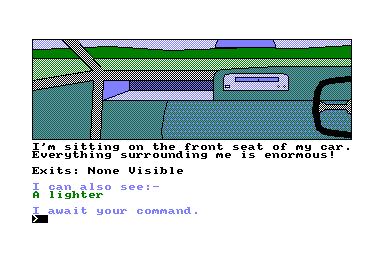 I'm sitting on the front seat of my car.
Everything surrounding me is enormous!
Exits: None Visible
I can also see:-
A lighter
I await your command.
>